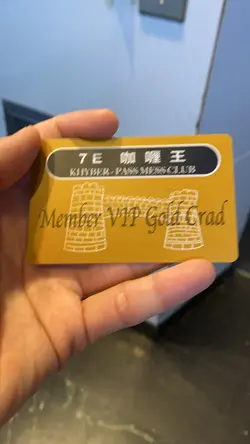 7E 咖喱王
KHYBER-PASS MESS CLUB
Member VIP Gold Crad